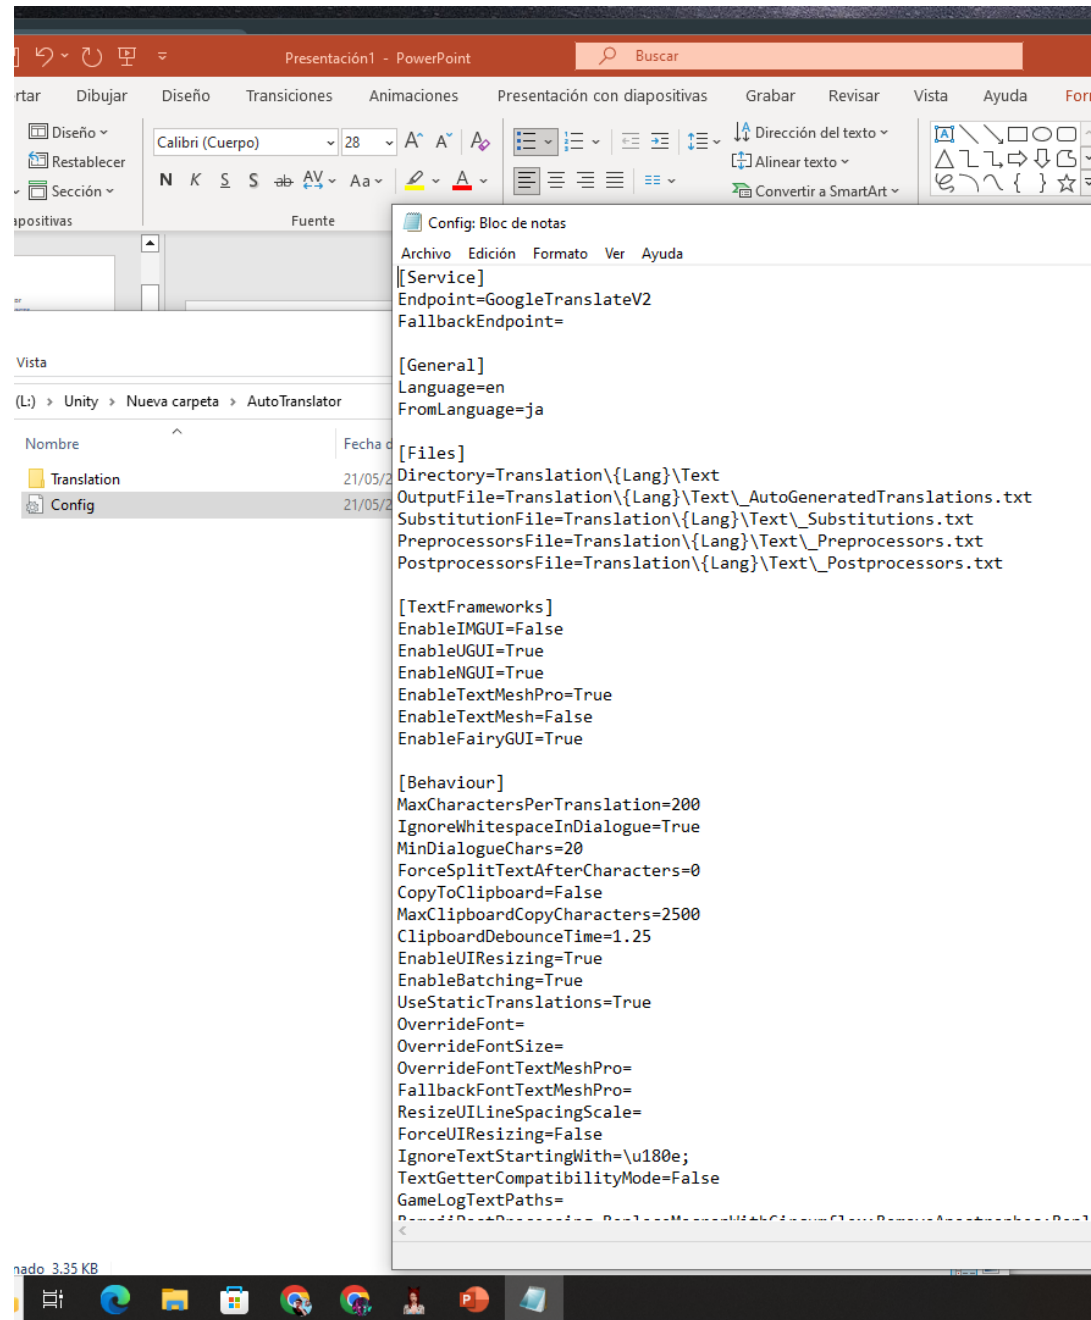 Presentación1 - PowerPoint
Buscar
rtar Dibujar Diseño Transiciones Animaciones Presentación con diapositivas Grabar Revisar Vista Ayuda Forr
Diseño
Restablecer
Sección
apositivas
Calibri (Cuerpo) 28
N K S S ab AV Aa A
Fuente
Dirección del texto
Alinear texto
Convertir a SmartArt
Vista
(L:) > Unity > Nueva carpeta > AutoTranslator
Nombre Fecha d
Translation 21/05/2
Config 21/05/2
nado 3.35 KB
Config: Bloc de notas
Archivo Edición Formato Ver Ayuda
[Service]
Endpoint=GoogleTranslateV2
FallbackEndpoint=
[General]
Language=en
FromLanguage=ja
[Files]
Directory=Translation\{Lang}\Text
OutputFile=Translation\{Lang}\Text\_AutoGeneratedTranslations.txt
SubstitutionFile=Translation\{Lang}\Text\_Substitutions.txt
PreprocessorsFile=Translation\{Lang}\Text\_Preprocessors.txt
PostprocessorsFile=Translation\{Lang}\Text\_Postprocessors.txt
[TextFrameworks]
EnableIMGUI=False
EnableUGUI=True
EnableNGUI=True
EnableTextMeshPro=True
EnableTextMesh=False
EnableFairyGUI=True
[Behaviour]
MaxCharactersPerTranslation=200
IgnoreWhitespaceInDialogue=True
MinDialogueChars=20
ForceSplitTextAfterCharacters=0
CopyToClipboard=False
MaxClipboardCopyCharacters=2500
ClipboardDebounceTime=1.25
EnableUIResizing=True
EnableBatching=True
UseStaticTranslations=True
OverrideFont=
OverrideFontSize=
OverrideFontTextMeshPro=
FallbackFontTextMeshPro=
ResizeUILineSpacingScale=
ForceUIResizing=False
IgnoreTextStartingWith=\u180e;
TextGetterCompatibilityMode=False
GameLogTextPaths=